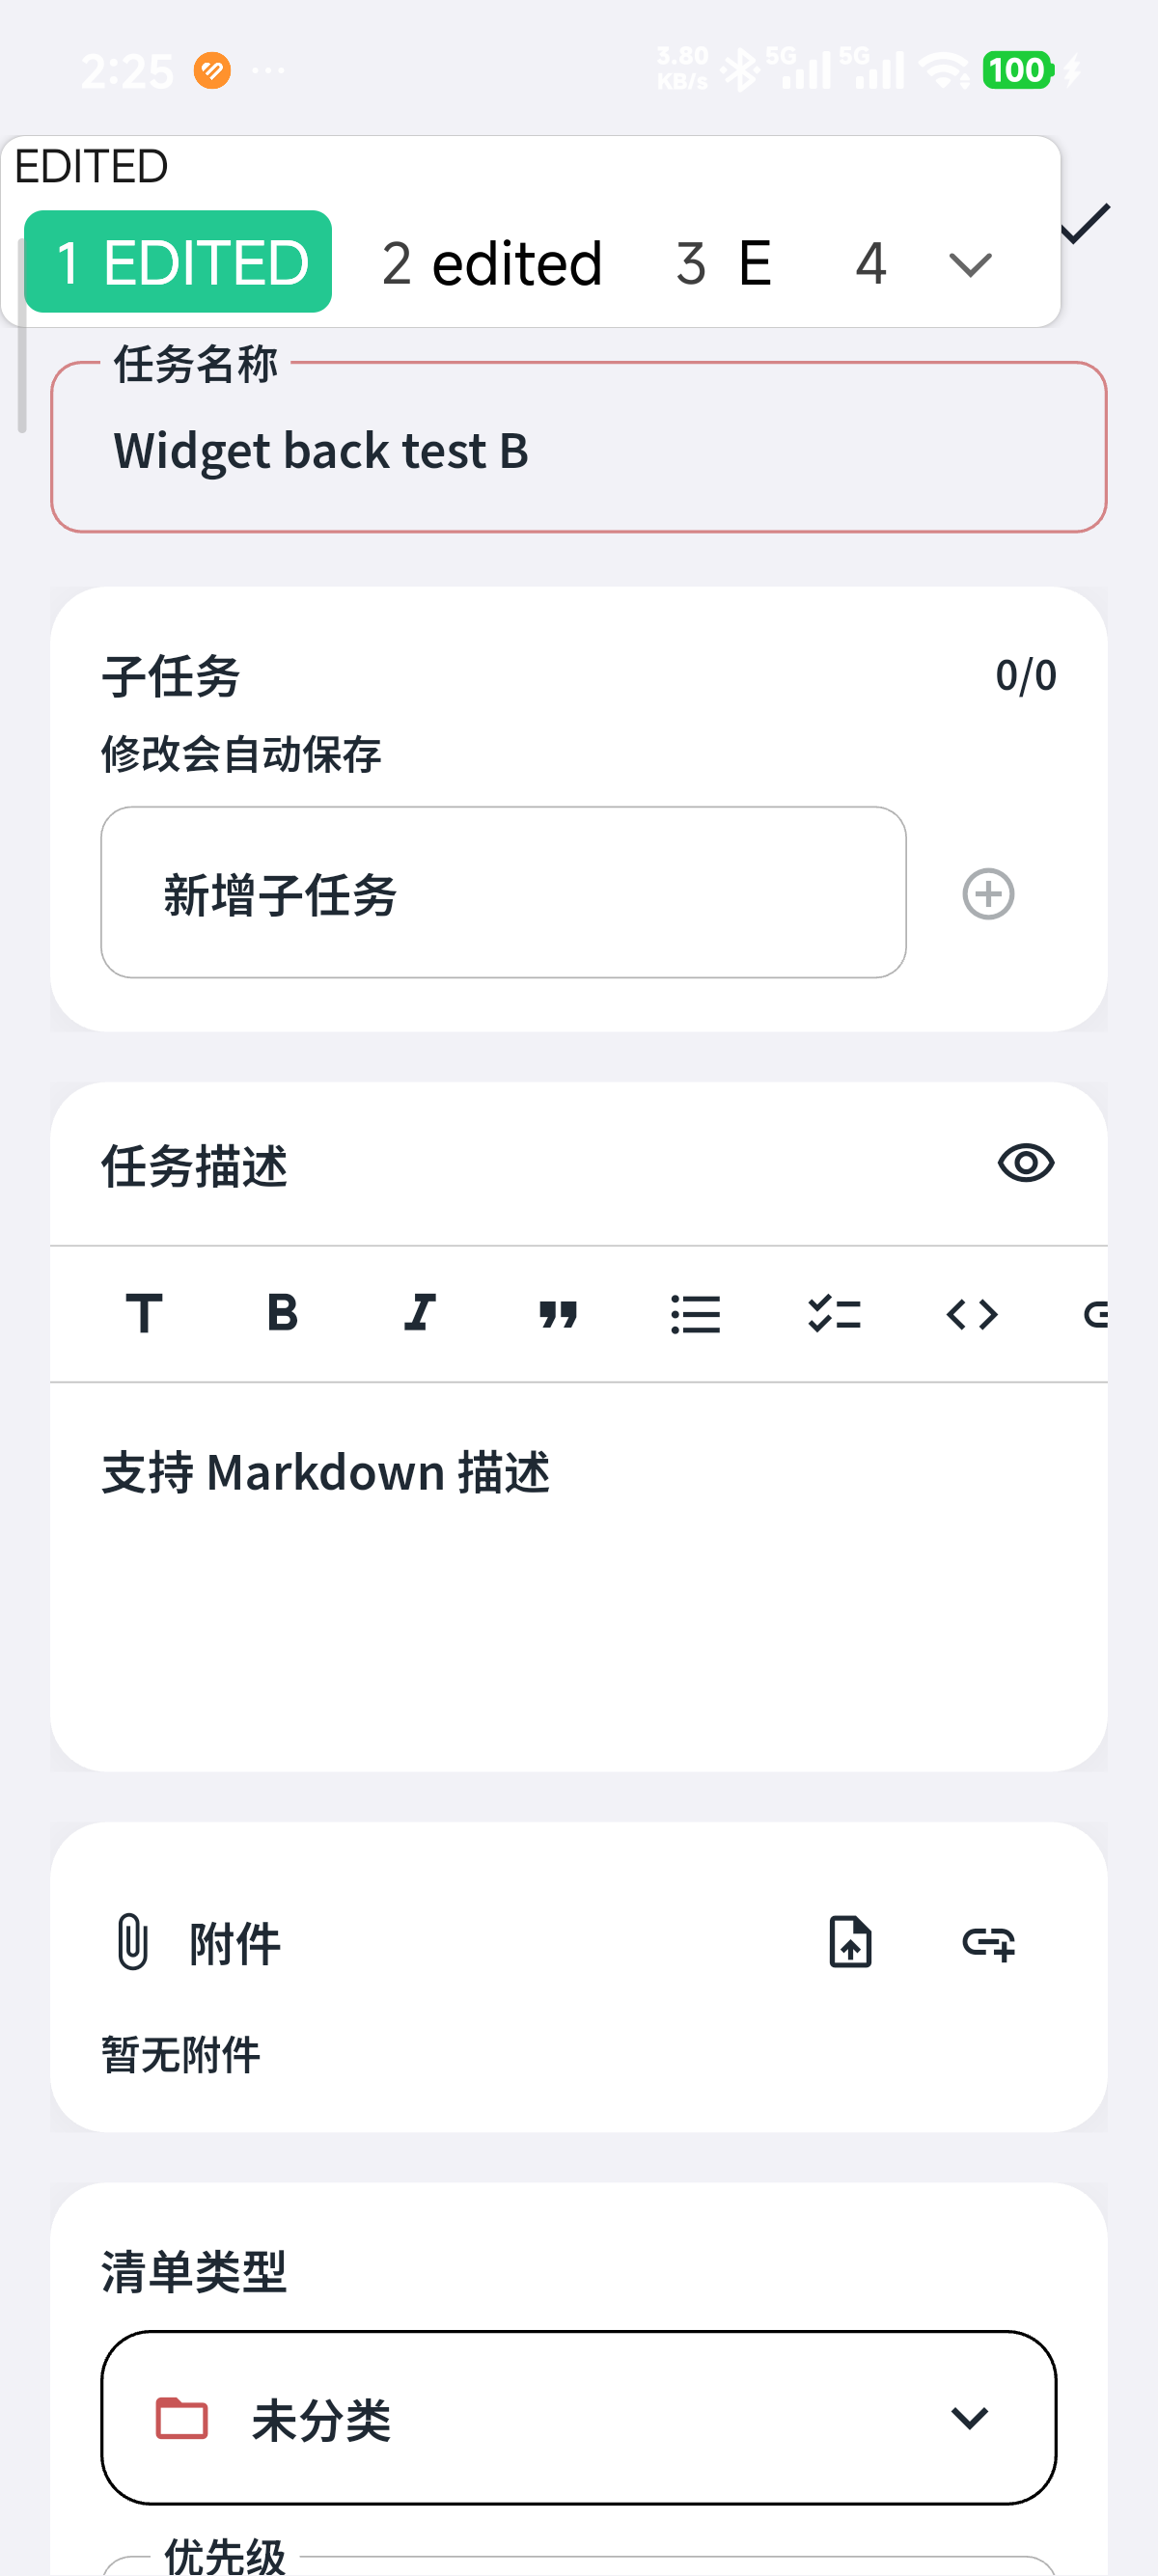 2:25 ... 3.80 KB/s 5G 5G 100
EDITED
1 EDITED 2 edited 3 E 4
任务名称
Widget back test B
子任务 0/0
修改会自动保存
新增子任务
任务描述
T B I
支持 Markdown 描述
附件
暂无附件
清单类型
未分类
优先级